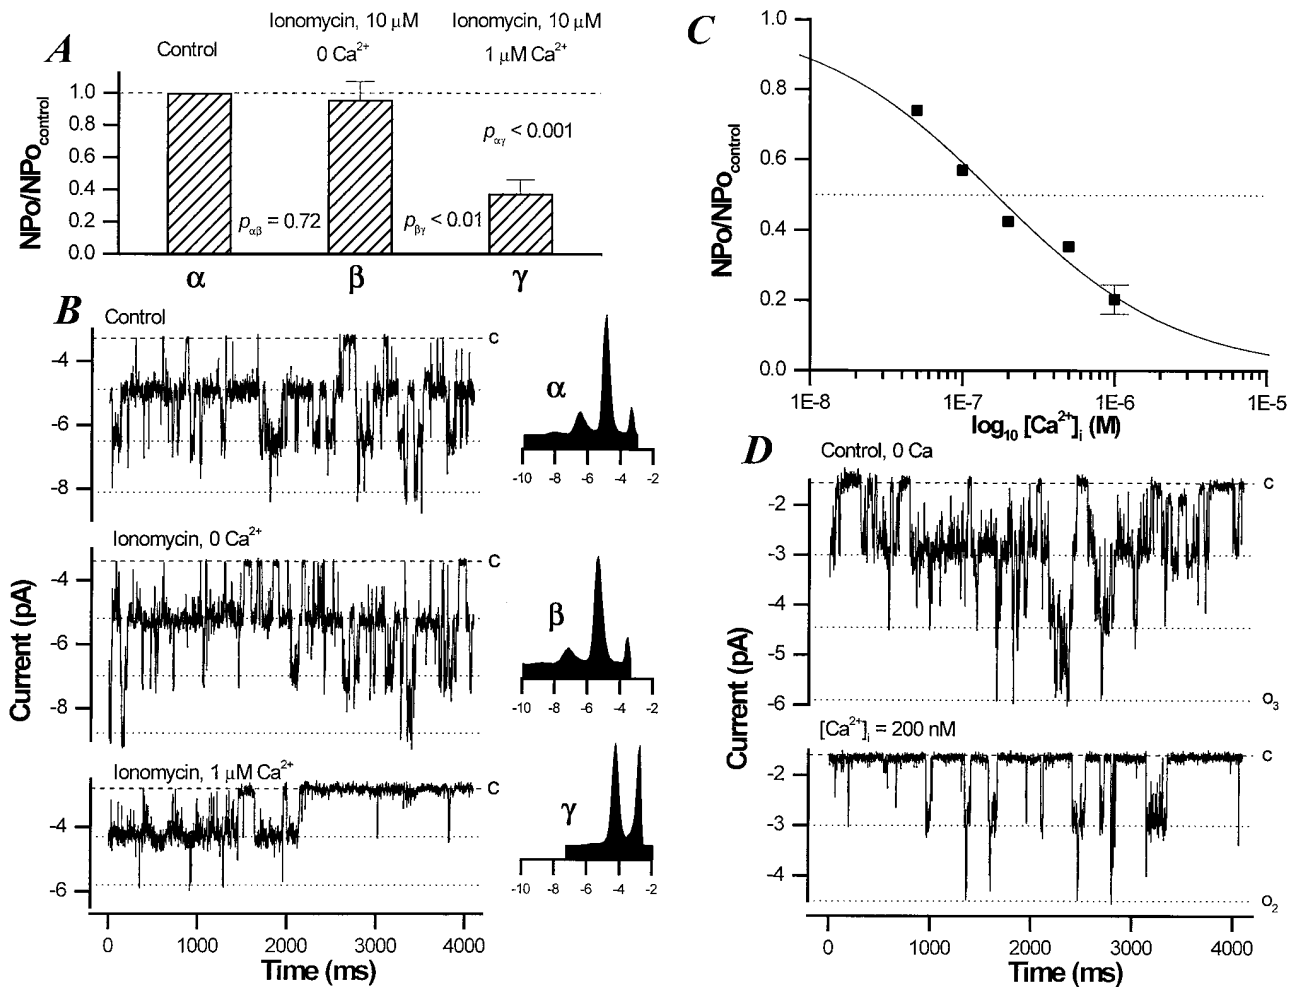 A
Control
Ionomycin, 10 μM
0 Ca²⁺
Ionomycin, 10 μM
1 μM Ca²⁺
NPo/NPo_control
1.0
0.8
0.6
0.4
0.2
0.0
p_αβ = 0.72
p_βγ < 0.01
p_αγ < 0.001
α
β
γ
B
Control
c
-4
-6
-8
α
-10 -8 -6 -4 -2
Ionomycin, 0 Ca²⁺
c
-4
-6
-8
β
-10 -8 -6 -4 -2
Ionomycin, 1 μM Ca²⁺
c
-4
-6
γ
-10 -8 -6 -4 -2
Current (pA)
0 1000 2000 3000 4000
Time (ms)
C
NPo/NPo_control
1.0
0.8
0.6
0.4
0.2
0.0
1E-8 1E-7 1E-6 1E-5
log₁₀ [Ca²⁺]ᵢ (M)
D
Control, 0 Ca
c
-2
-3
-4
-5
-6
O₃
[Ca²⁺]ᵢ = 200 nM
c
-2
-3
-4
O₂
Current (pA)
0 1000 2000 3000 4000
Time (ms)